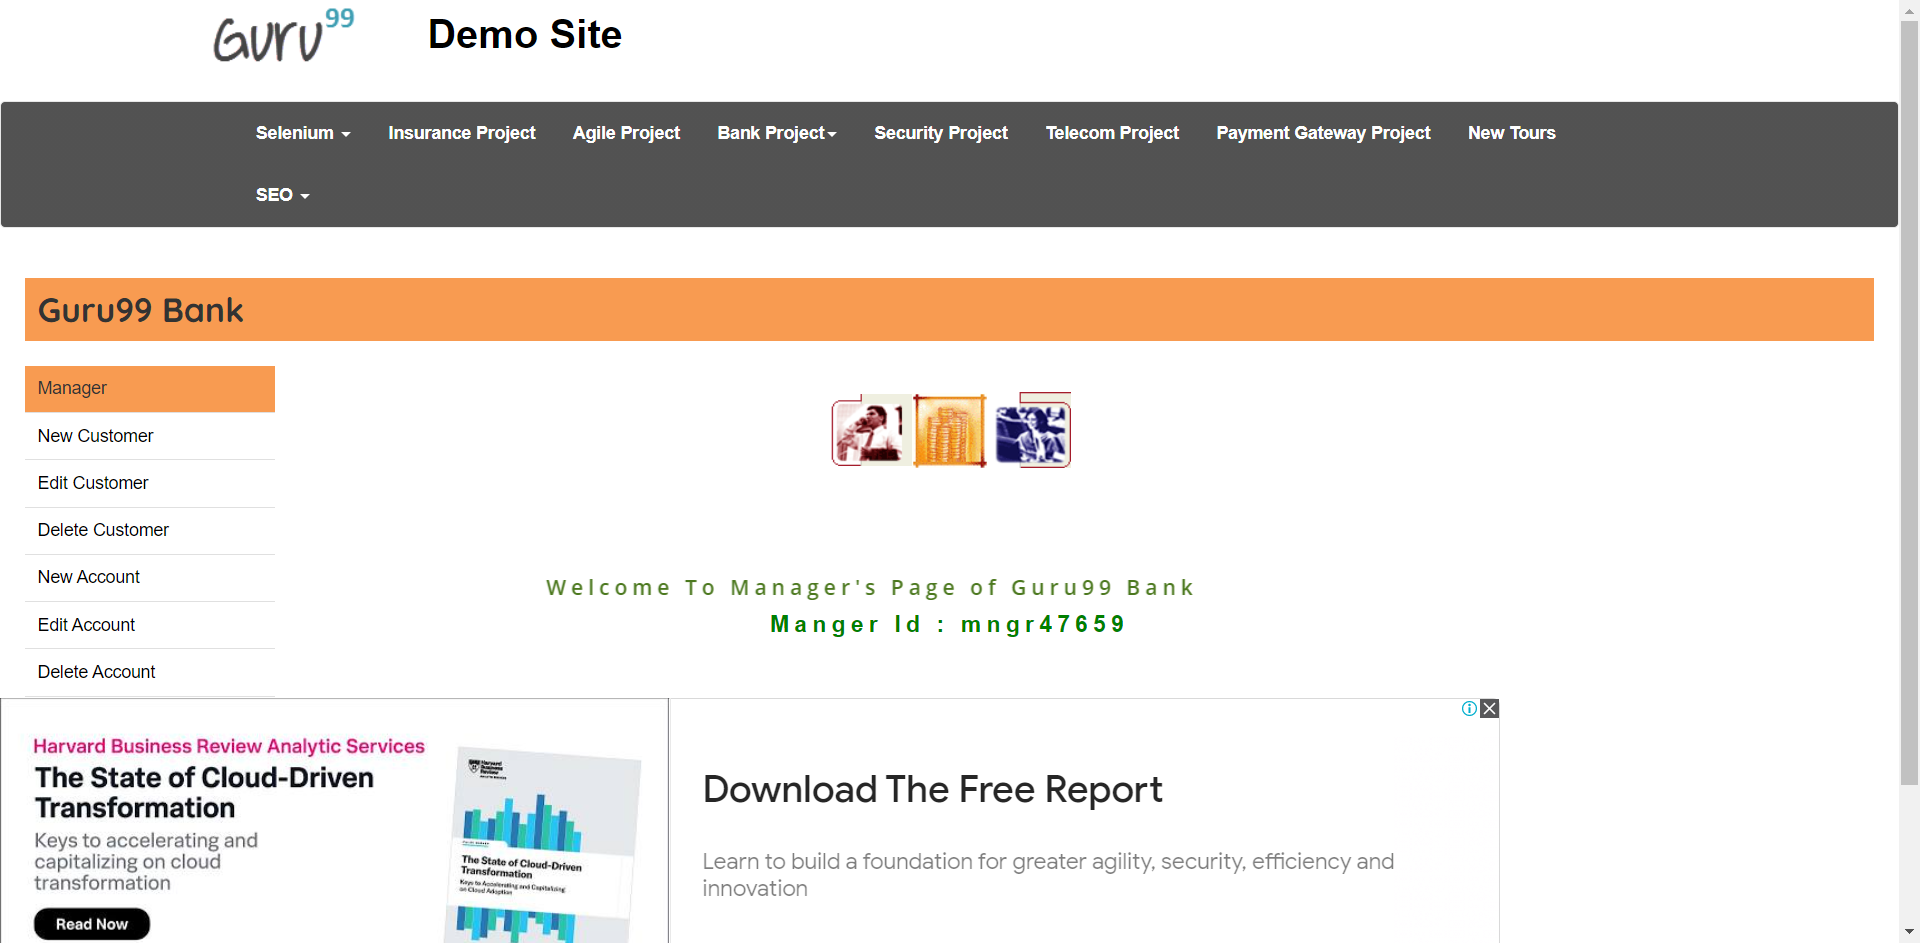 Guru99
Demo Site
Selenium Insurance Project Agile Project Bank Project Security Project Telecom Project Payment Gateway Project New Tours
SEO
Guru99 Bank
Manager
New Customer
Edit Customer
Delete Customer
New Account
Edit Account
Delete Account
Welcome To Manager's Page of Guru99 Bank
Manger Id : mngr47659
Harvard Business Review Analytic Services
The State of Cloud-Driven
Transformation
Keys to accelerating and
capitalizing on cloud
transformation
Read Now
Harvard
Business
Review
The State of Cloud-Driven
Transformation
Keys to Accelerating and Capitalizing
on Cloud Adoption
Download The Free Report
Learn to build a foundation for greater agility, security, efficiency and
innovation